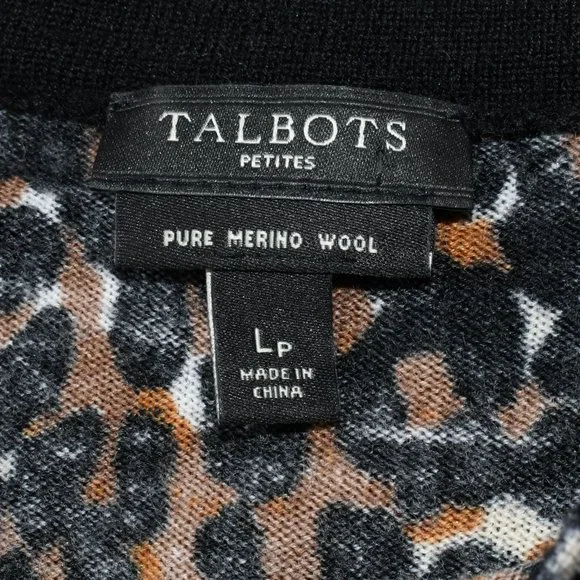 TALBOTS
PETITES
PURE MERINO WOOL
LP
MADE IN
CHINA